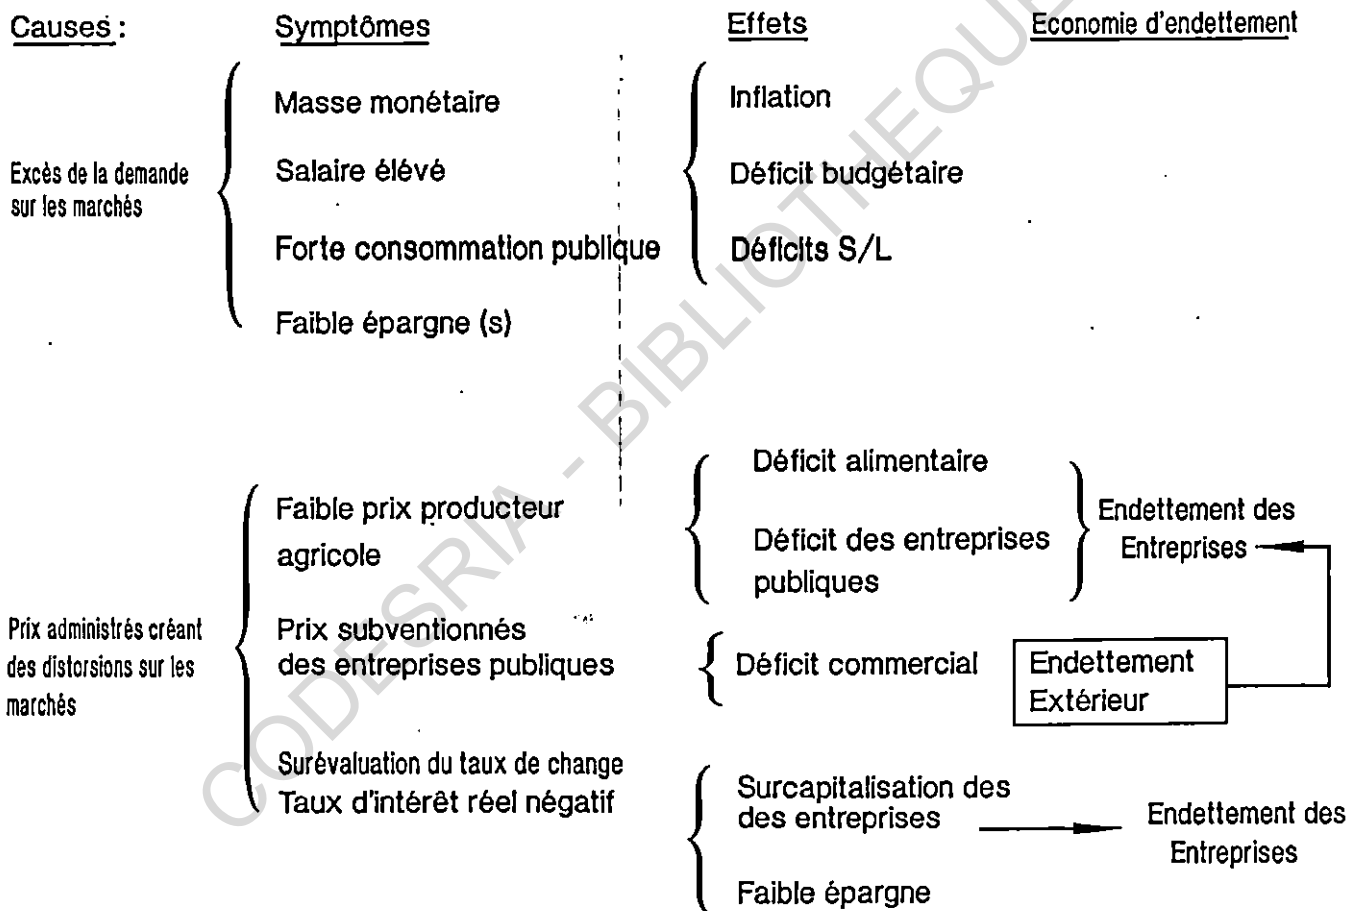 Causes :
Symptômes
Effets
Economie d'endettement
Excès de la demande
sur les marchés
Masse monétaire
Salaire élévé
Forte consommation publique
Faible épargne (s)
Inflation
Déficit budgétaire
Déficits S/L
Prix administrés créant
des distorsions sur les
marchés
Faible prix producteur
agricole
Prix subventionnés
des entreprises publiques
Surévaluation du taux de change
Taux d'intérêt réel négatif
Déficit alimentaire
Déficit des entreprises
publiques
Endettement des
Entreprises
Déficit commercial
Endettement
Extérieur
Surcapitalisation des
des entreprises
Endettement des
Entreprises
Faible épargne
CODESRIA - BIBLIOTHEQUE